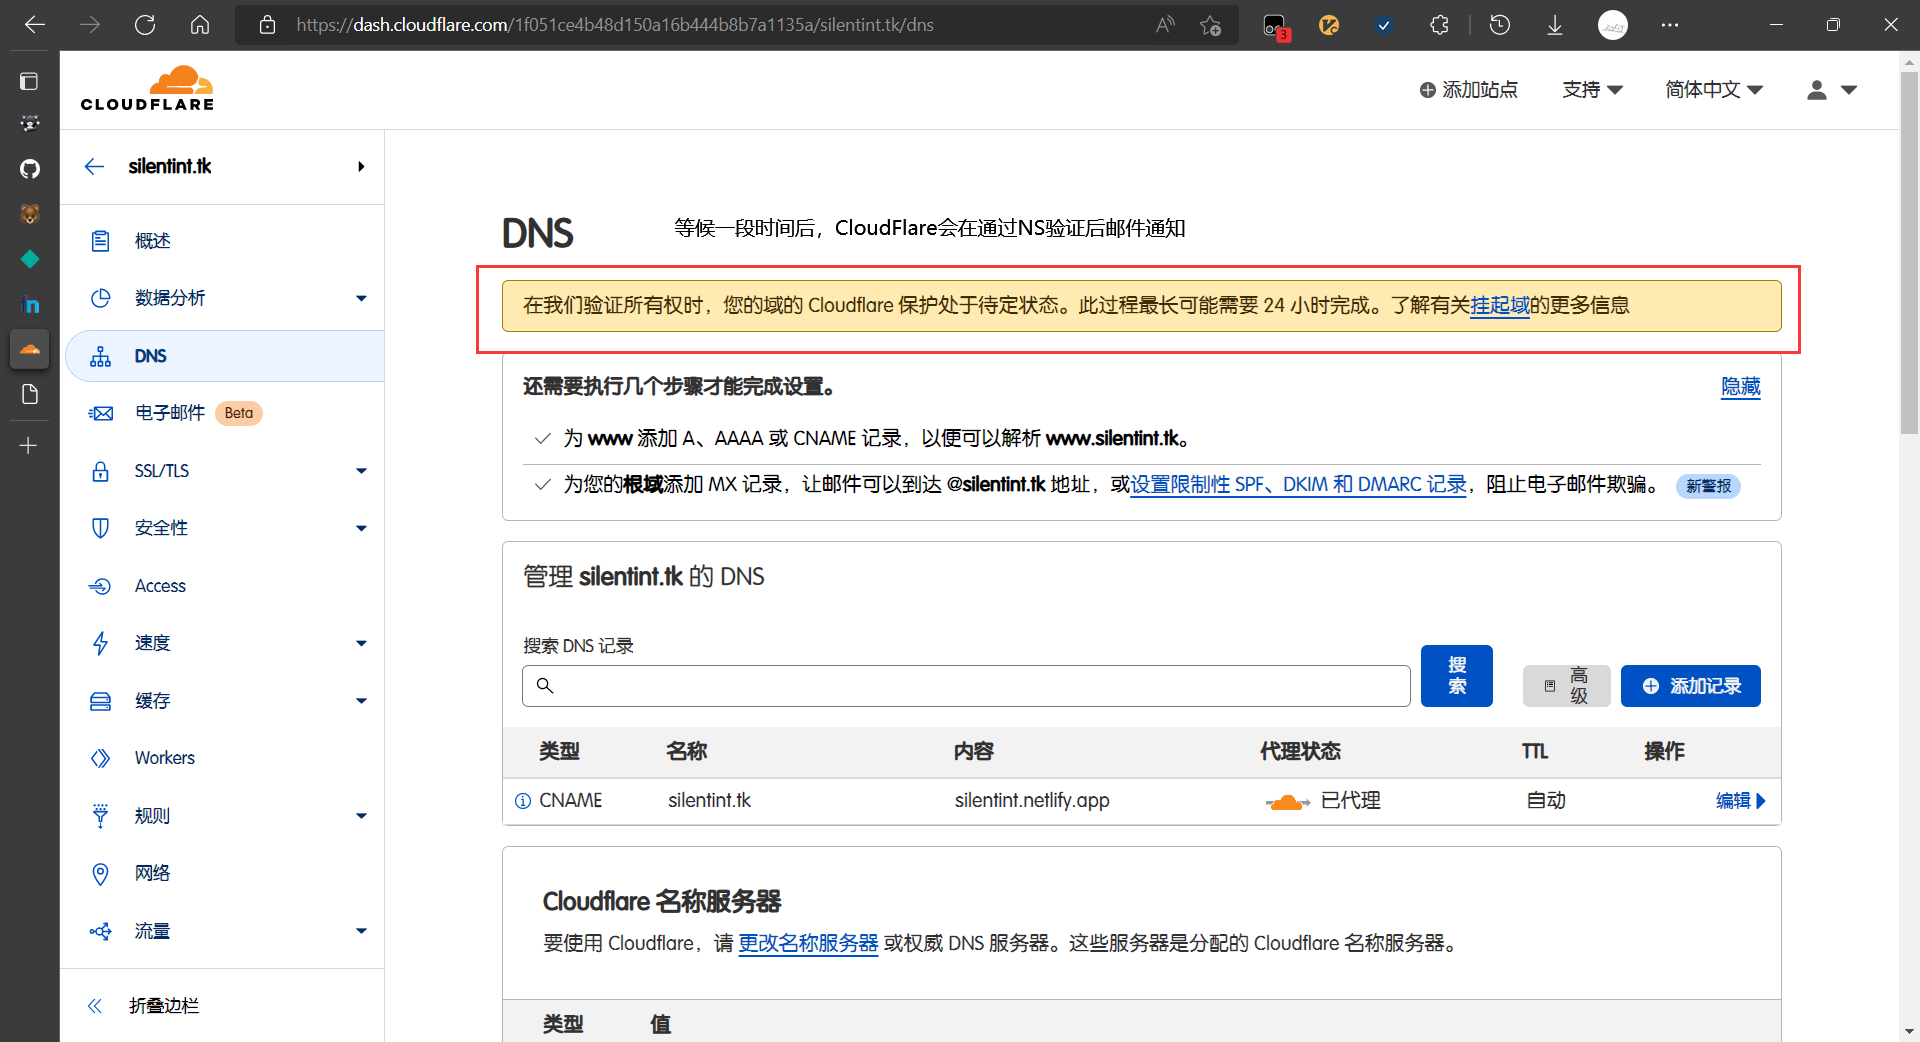 https://dash.cloudflare.com/1f051ce4b48d150a16b444b8b7a1135a/silentint.tk/dns
3
CLOUDFLARE
添加站点
支持
简体中文
silentint.tk
概述
数据分析
DNS
电子邮件 Beta
SSL/TLS
安全性
Access
速度
缓存
Workers
规则
网络
流量
折叠边栏
DNS
等候一段时间后，CloudFlare会在通过NS验证后邮件通知
在我们验证所有权时，您的域的 Cloudflare 保护处于待定状态。此过程最长可能需要 24 小时完成。了解有关挂起域的更多信息
还需要执行几个步骤才能完成设置。
隐藏
为 www 添加 A、AAAA 或 CNAME 记录，以便可以解析 www.silentint.tk。
为您的根域添加 MX 记录，让邮件可以到达 @silentint.tk 地址，或设置限制性 SPF、DKIM 和 DMARC 记录，阻止电子邮件欺骗。 新警报
管理 silentint.tk 的 DNS
搜索 DNS 记录
搜索
高级
添加记录
类型 名称 内容 代理状态 TTL 操作
CNAME silentint.tk silentint.netlify.app 已代理 自动 编辑
Cloudflare 名称服务器
要使用 Cloudflare，请 更改名称服务器 或权威 DNS 服务器。这些服务器是分配的 Cloudflare 名称服务器。
类型 值